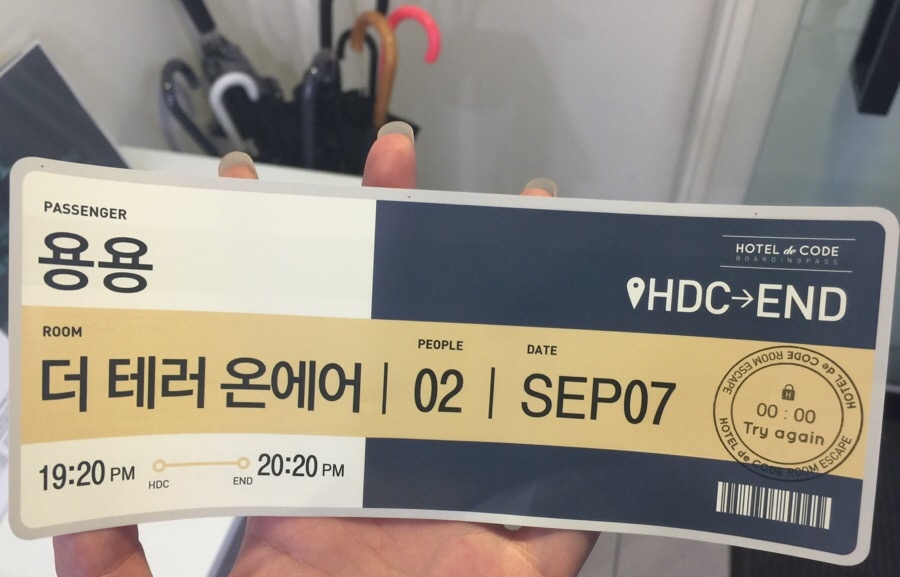 PASSENGER
용용
HOTEL de CODE
BOARDINDPASS
HDC→END
ROOM
더 테러 온에어
PEOPLE
02
DATE
SEP07
HOTEL de CODE ROOM ESCAPE
00 : 00
Try again
HOTEL de CODE ROOM ESCAPE
19:20 PM
HDC
END
20:20 PM